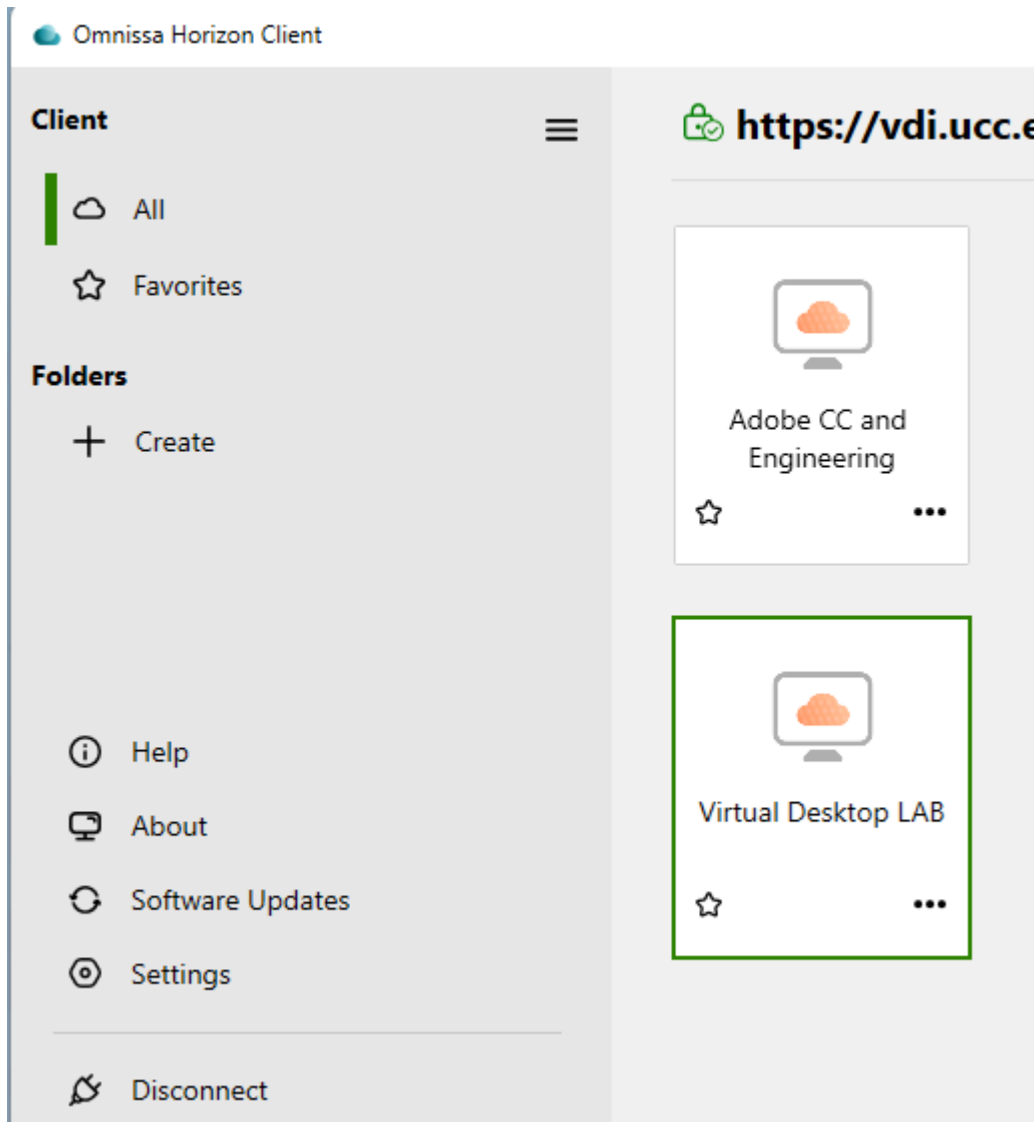 Omnissa Horizon Client
Client
All
Favorites
Folders
Create
Help
About
Software Updates
Settings
Disconnect
https://vdi.ucc.e
Adobe CC and
Engineering
Virtual Desktop LAB